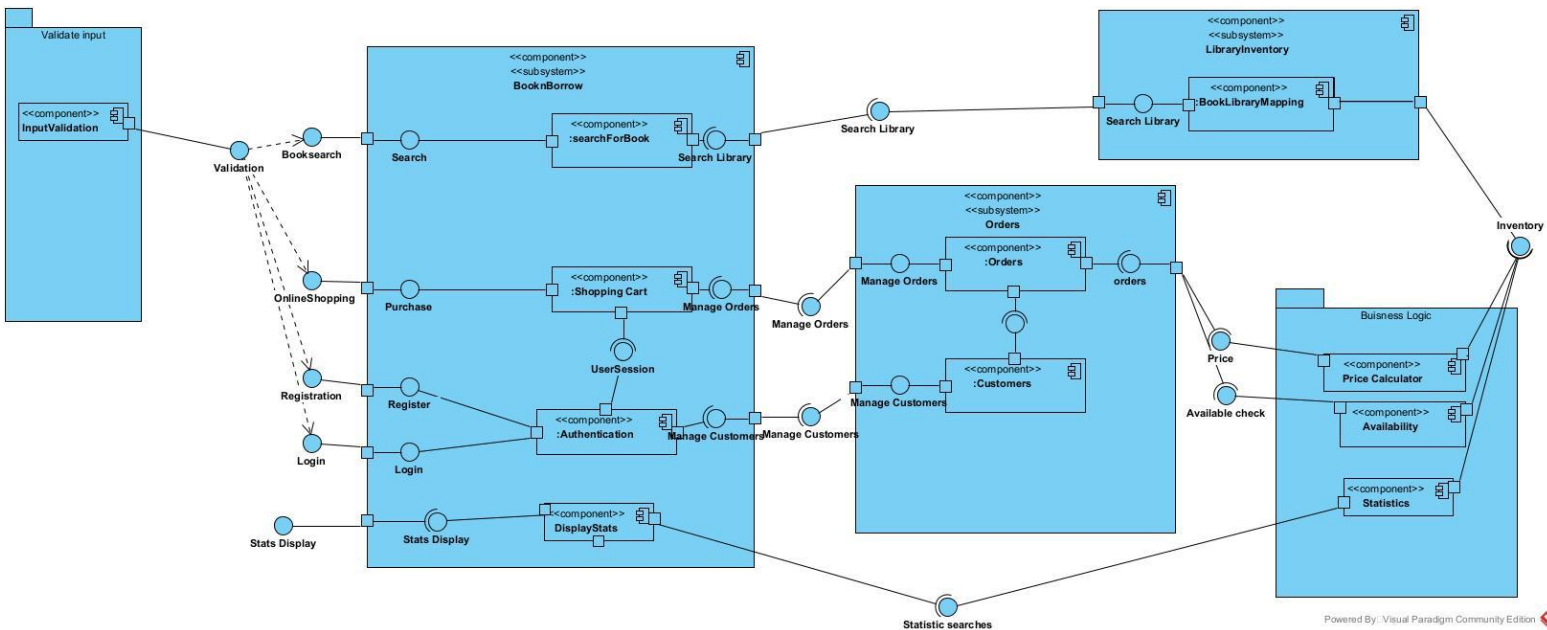 Validate input
<<component>>
InputValidation
Validation
Booksearch
OnlineShopping
Registration
Login
Stats Display
<<component>>
<<subsystem>>
BooknBorrow
Search
<<component>>
:searchForBook
Search Library
Purchase
<<component>>
:Shopping Cart
Manage Orders
UserSession
Register
Login
<<component>>
:Authentication
Manage Customers
Stats Display
<<component>>
DisplayStats
Search Library
Manage Orders
Manage Customers
Statistic searches
<<component>>
<<subsystem>>
Orders
Manage Orders
<<component>>
:Orders
orders
Manage Customers
<<component>>
:Customers
<<component>>
<<subsystem>>
LibraryInventory
Search Library
<<component>>
:BookLibraryMapping
Inventory
Price
Available check
Buisness Logic
<<component>>
Price Calculator
<<component>>
Availability
<<component>>
Statistics
Powered By: Visual Paradigm Community Edition